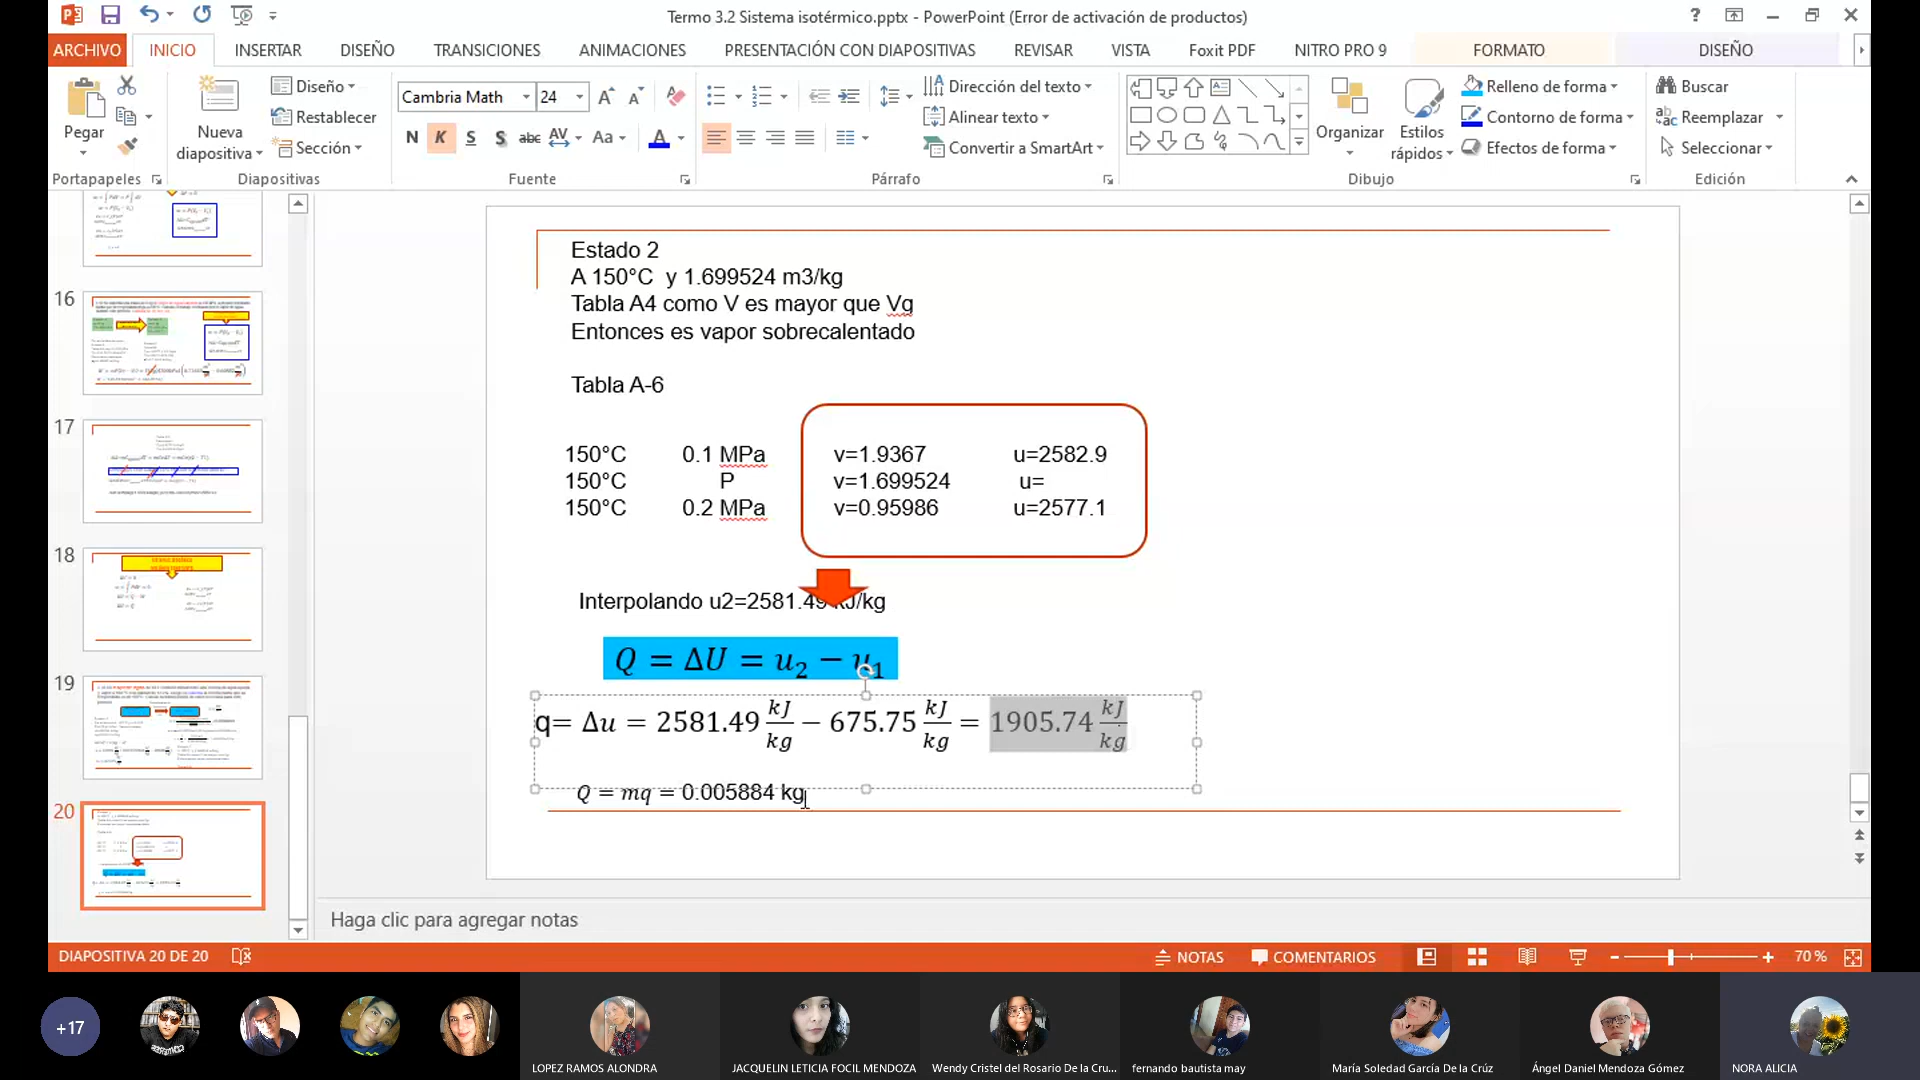 Termo 3.2 Sistema isotérmico.pptx - PowerPoint (Error de activación de productos)
ARCHIVO INICIO INSERTAR DISEÑO TRANSICIONES ANIMACIONES PRESENTACIÓN CON DIAPOSITIVAS REVISAR VISTA Foxit PDF NITRO PRO 9 FORMATO DISEÑO
Pegar
Nueva diapositiva
Diseño
Restablecer
Sección
Cambria Math 24
N K S S abc AV Aa A
Dirección del texto
Alinear texto
Convertir a SmartArt
Organizar
Estilos rápidos
Relleno de forma
Contorno de forma
Efectos de forma
Buscar
Reemplazar
Seleccionar
Portapapeles Diapositivas Fuente Párrafo Dibujo Edición
16
17
18
19
20
Estado 2
A 150°C y 1.699524 m3/kg
Tabla A4 como V es mayor que Vg
Entonces es vapor sobrecalentado
Tabla A-6
150°C 0.1 MPa v=1.9367 u=2582.9
150°C P v=1.699524 u=
150°C 0.2 MPa v=0.95986 u=2577.1
Interpolando u2=2581.49 kJ/kg
Q = ΔU = u₂ − u₁
q= Δu = 2581.49 kJ/kg − 675.75 kJ/kg = 1905.74 kJ/kg
Q = mq = 0.005884 kg
Haga clic para agregar notas
DIAPOSITIVA 20 DE 20 NOTAS COMENTARIOS 70 %
+17
LOPEZ RAMOS ALONDRA
JACQUELIN LETICIA FOCIL MENDOZA
Wendy Cristel del Rosario De la Cru...
fernando bautista may
María Soledad García De la Crúz
Ángel Daniel Mendoza Gómez
NORA ALICIA